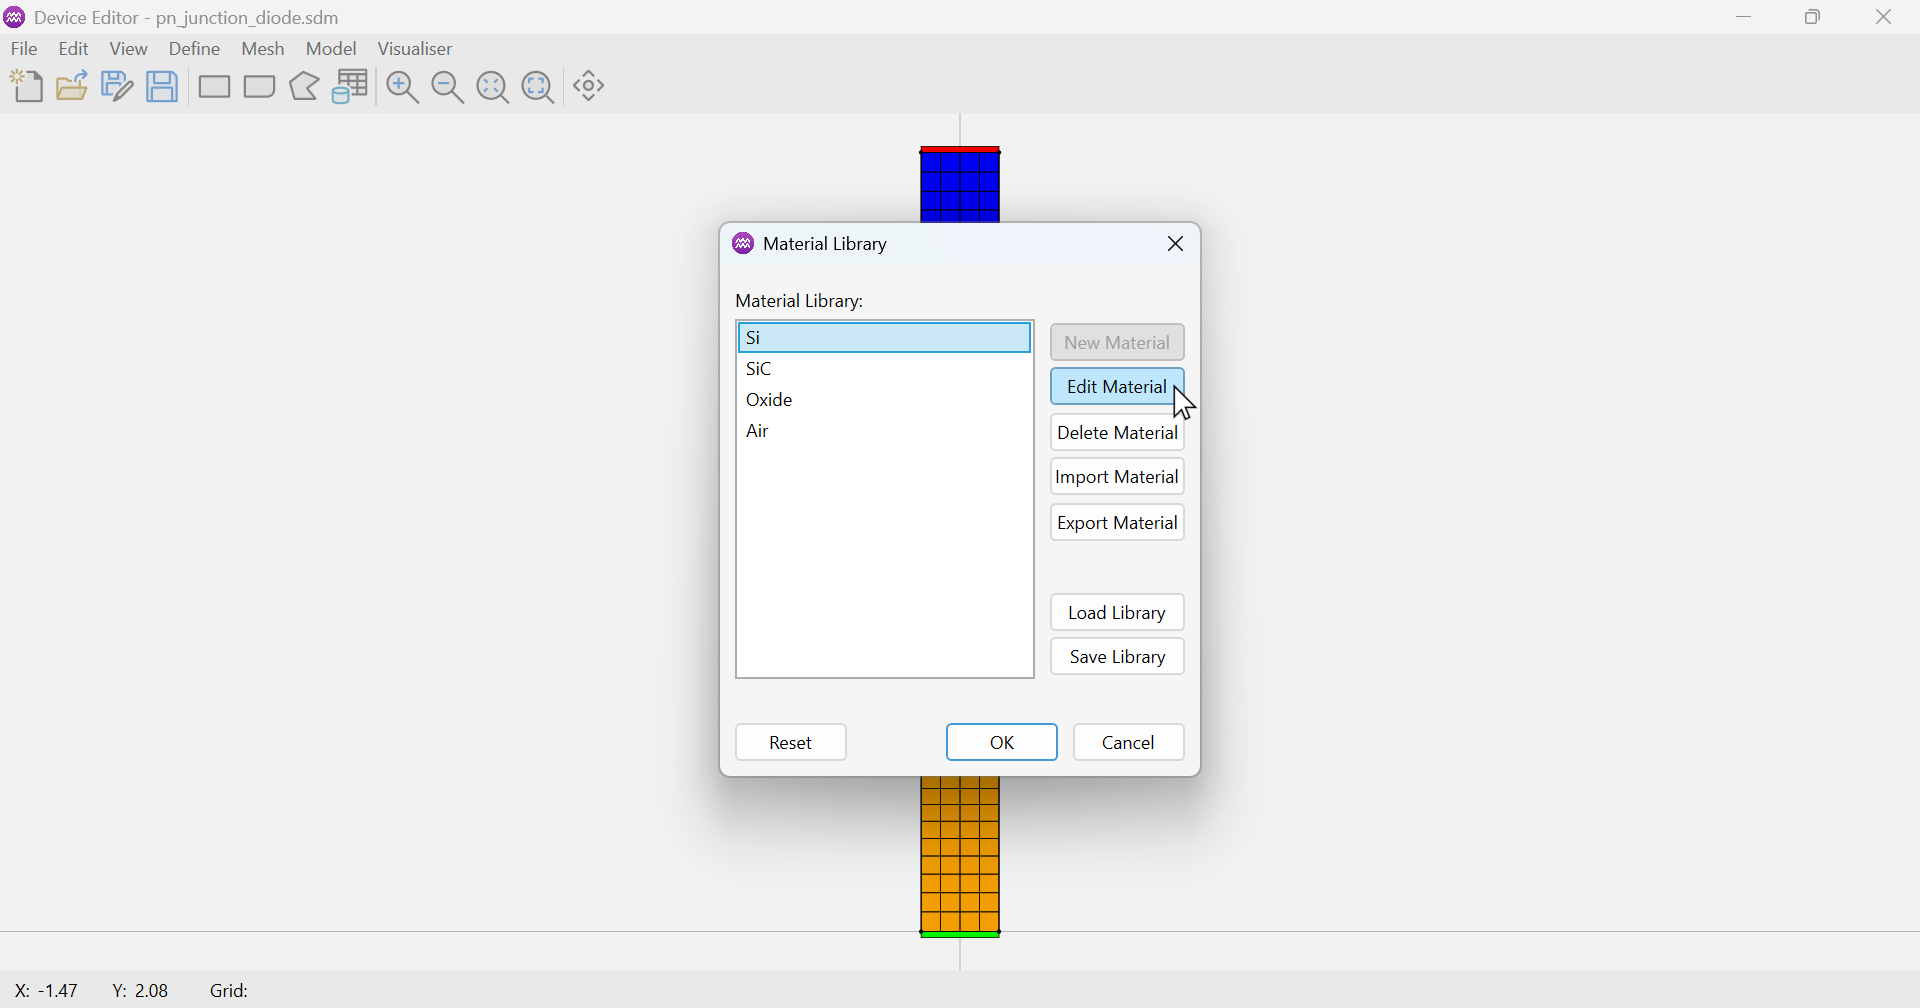 Device Editor - pn_junction_diode.sdm
File Edit View Define Mesh Model Visualiser
Material Library
Material Library:
Si
SiC
Oxide
Air
New Material
Edit Material
Delete Material
Import Material
Export Material
Load Library
Save Library
Reset OK Cancel
X: -1.47 Y: 2.08 Grid: